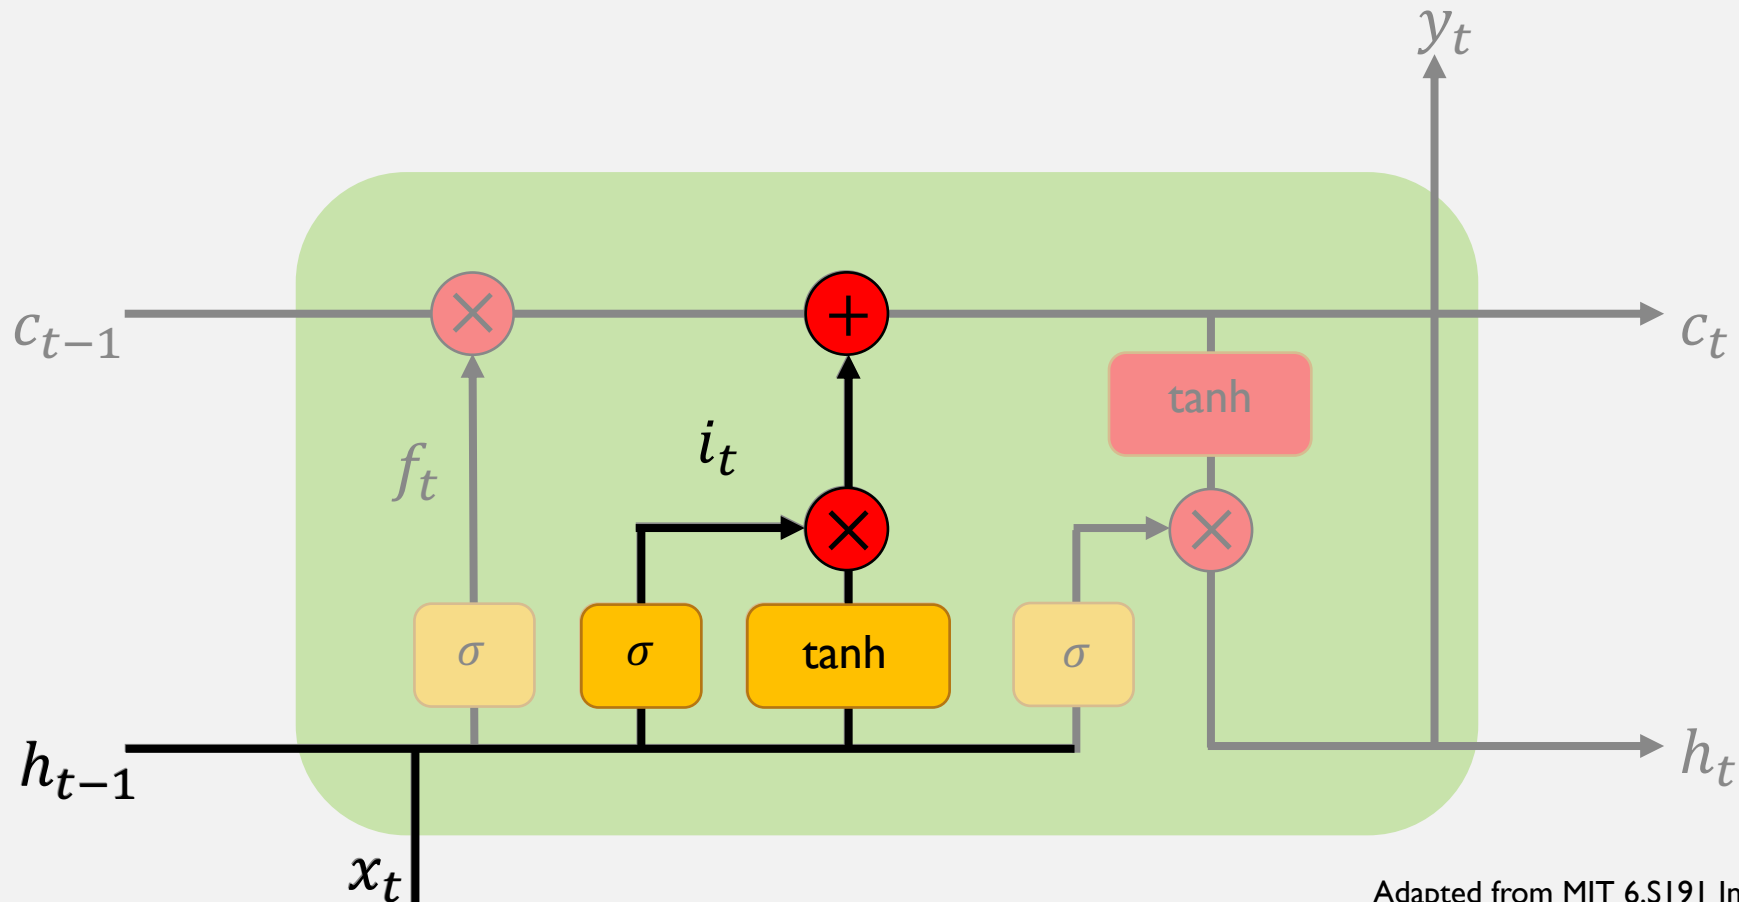 y_t
c_{t−1} × + c_t
tanh
f_t i_t × ×
σ σ tanh σ
h_{t−1} h_t
x_t
Adapted from MIT 6.S191